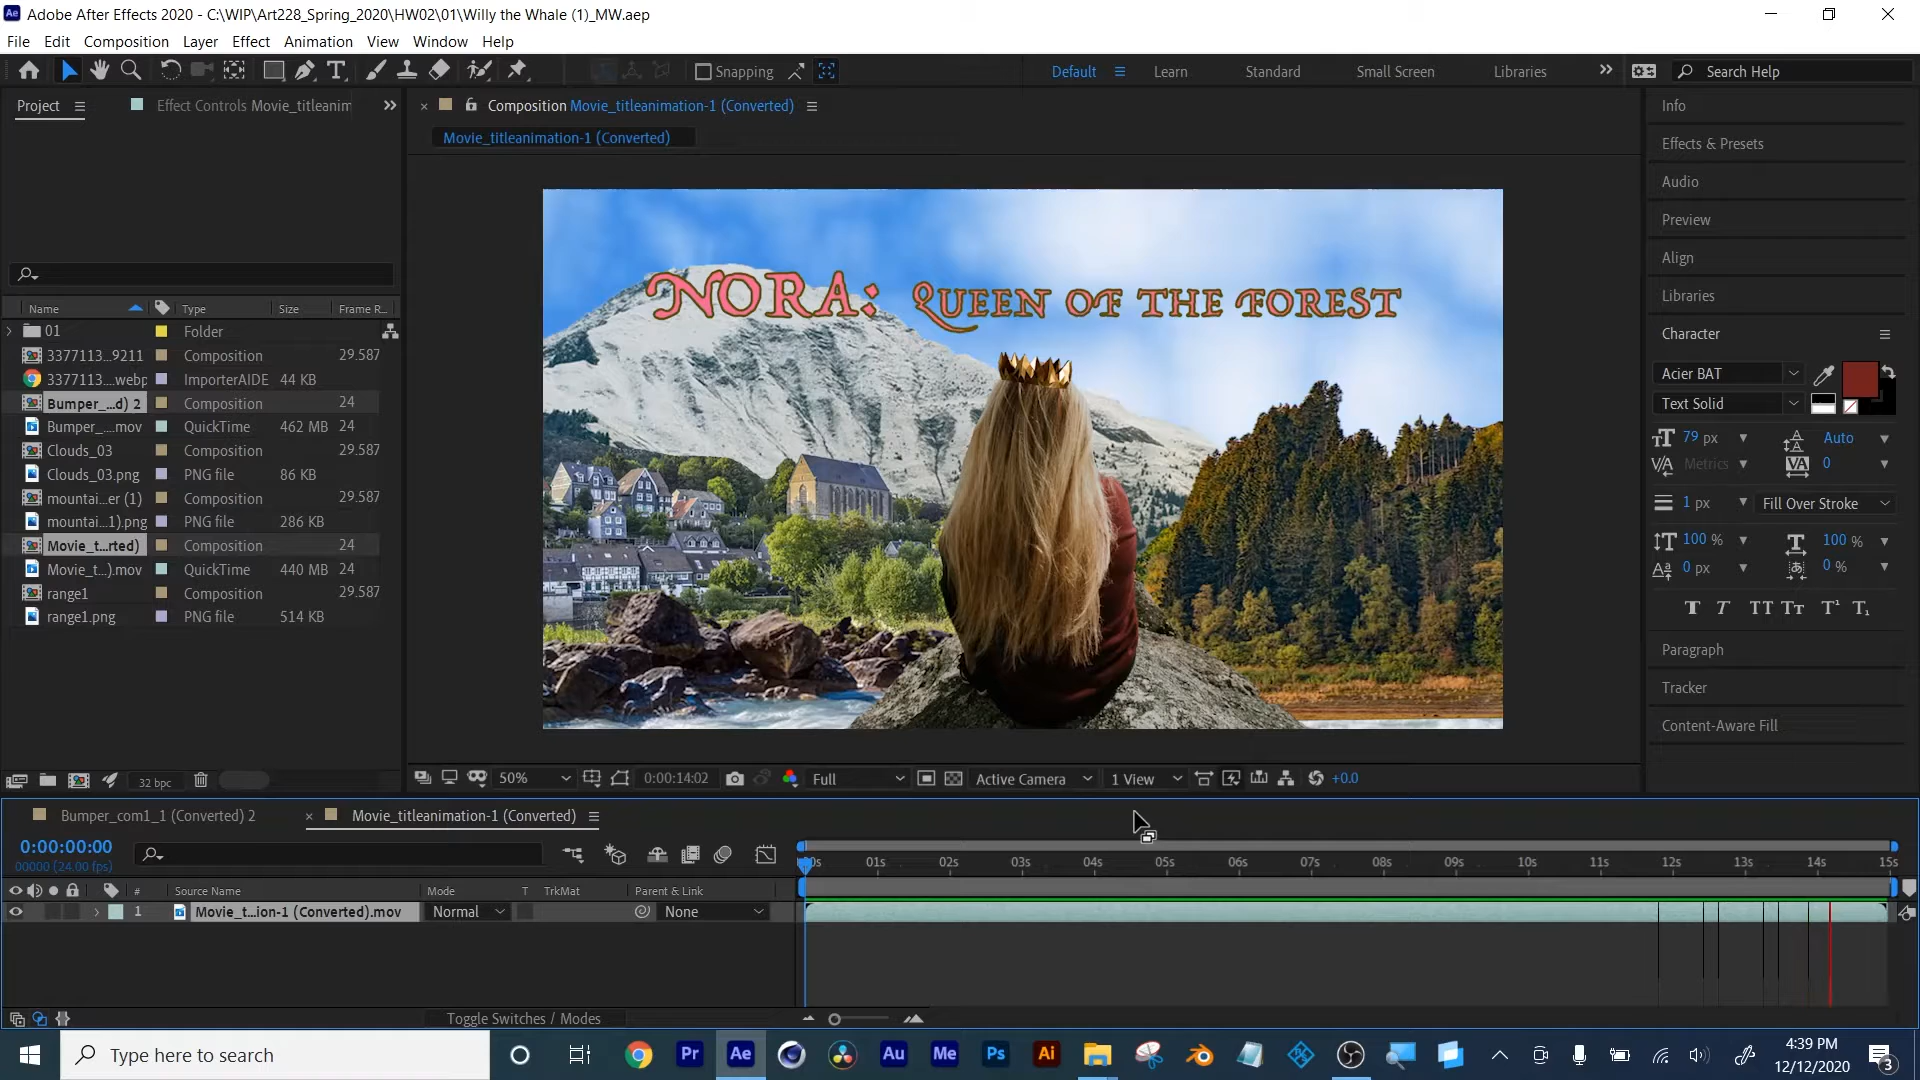 Adobe After Effects 2020 - C:\WIP\Art228_Spring_2020\HW02\01\Willy the Whale (1)_MW.aep
File Edit Composition Layer Effect Animation View Window Help
Snapping
Default Learn Standard Small Screen Libraries Search Help
Project Effect Controls Movie_titleanim
Composition Movie_titleanimation-1 (Converted)
Movie_titleanimation-1 (Converted)
Info
Effects & Presets
Audio
Preview
Align
Libraries
Character
Acier BAT
Text Solid
79 px Auto
Metrics 0
1 px Fill Over Stroke
100 % 100 %
0 px 0 %
Paragraph
Tracker
Content-Aware Fill
Name Type Size Frame R...
01 Folder
3377113...9211 Composition 29.587
3377113....webp ImporterAIDE 44 KB
Bumper_...d) 2 Composition 24
Bumper_....mov QuickTime 462 MB 24
Clouds_03 Composition 29.587
Clouds_03.png PNG file 86 KB
mountai...er (1) Composition 29.587
mountai...1).png PNG file 286 KB
Movie_t...rted) Composition 24
Movie_t...).mov QuickTime 440 MB 24
range1 Composition 29.587
range1.png PNG file 514 KB
32 bpc
NORA: QUEEN OF THE FOREST
50% 0:00:14:02 Full Active Camera 1 View +0.0
Bumper_com1_1 (Converted) 2 Movie_titleanimation-1 (Converted)
0:00:00:00
00000 (24.00 fps)
00s 01s 02s 03s 04s 05s 06s 07s 08s 09s 10s 11s 12s 13s 14s 15s
# Source Name Mode T TrkMat Parent & Link
1 Movie_t...ion-1 (Converted).mov Normal None
Toggle Switches / Modes
Type here to search
Pr Ae Au Me Ps Ai
4:39 PM
12/12/2020
3